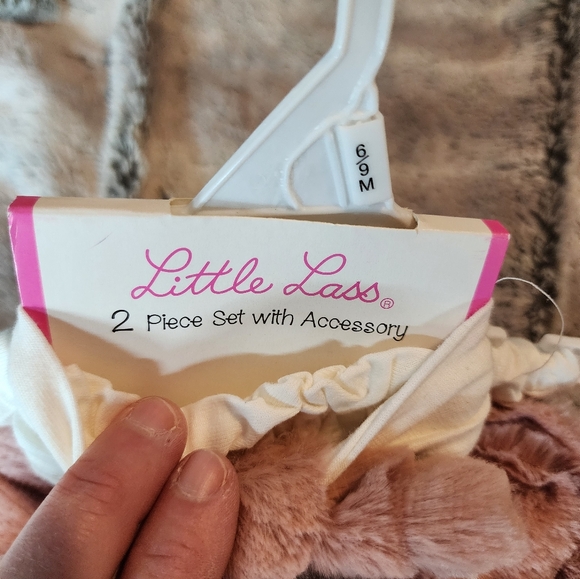 6/9M
Little Lass®
2 Piece Set with Accessory